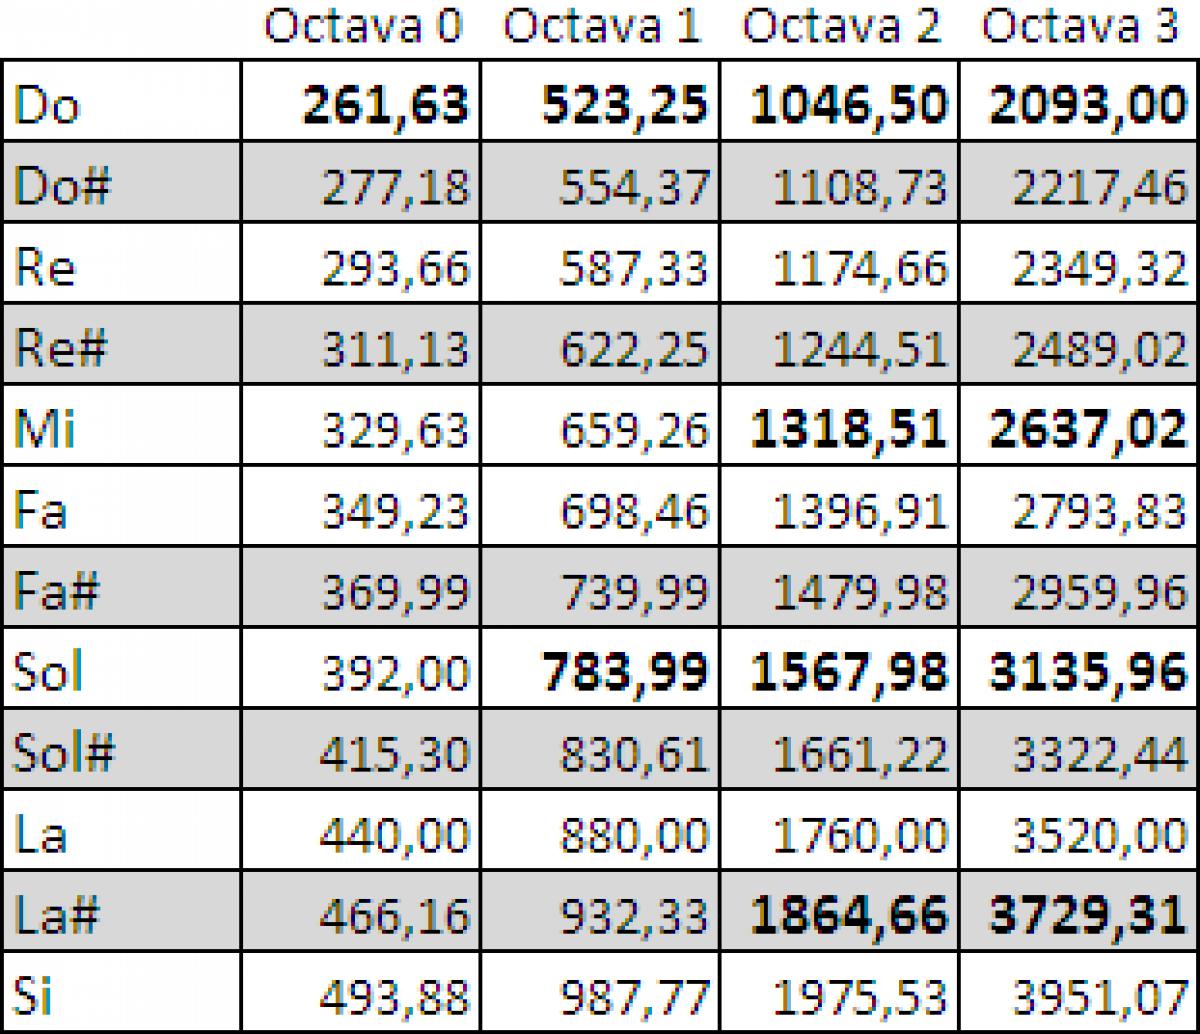 Octava 0 Octava 1 Octava 2 Octava 3
Do 261,63 523,25 1046,50 2093,00
Do# 277,18 554,37 1108,73 2217,46
Re 293,66 587,33 1174,66 2349,32
Re# 311,13 622,25 1244,51 2489,02
Mi 329,63 659,26 1318,51 2637,02
Fa 349,23 698,46 1396,91 2793,83
Fa# 369,99 739,99 1479,98 2959,96
Sol 392,00 783,99 1567,98 3135,96
Sol# 415,30 830,61 1661,22 3322,44
La 440,00 880,00 1760,00 3520,00
La# 466,16 932,33 1864,66 3729,31
Si 493,88 987,77 1975,53 3951,07